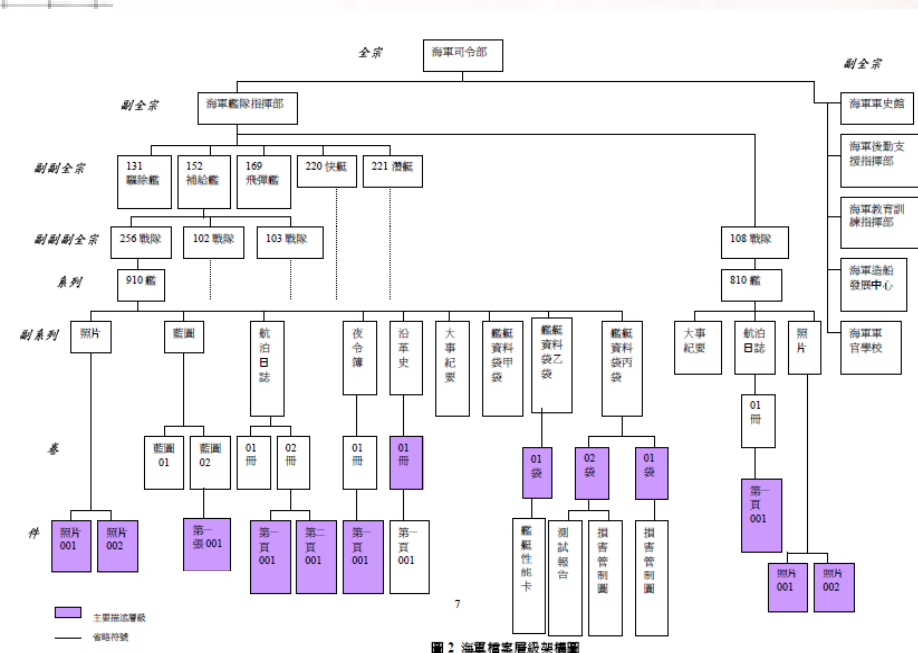 全宗
海軍司令部
副全宗
副全宗
海軍艦隊指揮部
海軍軍史館
海軍後勤支
援指揮部
海軍教育訓
練指揮部
海軍造船
發展中心
海軍軍
官學校
副副全宗
131
驅除艦
152
補給艦
169
飛彈艦
220 快艇
221 潛艇
副副副全宗
256 戰隊
102 戰隊
103 戰隊
108 戰隊
系列
910 艦
810 艦
副系列
照片
藍圖
航
泊
日
誌
夜
令
簿
沿
革
史
大
事
紀
要
艦艇
資料
袋甲
袋
艦艇
資料
袋乙
袋
艦艇
資料
袋丙
袋
大事
紀要
航泊
日誌
照
片
卷
藍圖
01
藍圖
02
01
冊
02
冊
01
冊
01
冊
01
袋
02
袋
01
袋
01
冊
件
照片
001
照片
002
第一
張 001
第一
頁
001
第二
頁
001
第一
頁
001
第一
頁
001
艦
艇
性
能
卡
測
試
報
告
損
害
管
制
圖
損
害
管
制
圖
第一
頁
001
照片
001
照片
002
7
主要描述層級
省略符號
圖 2 海軍檔案層級架構圖